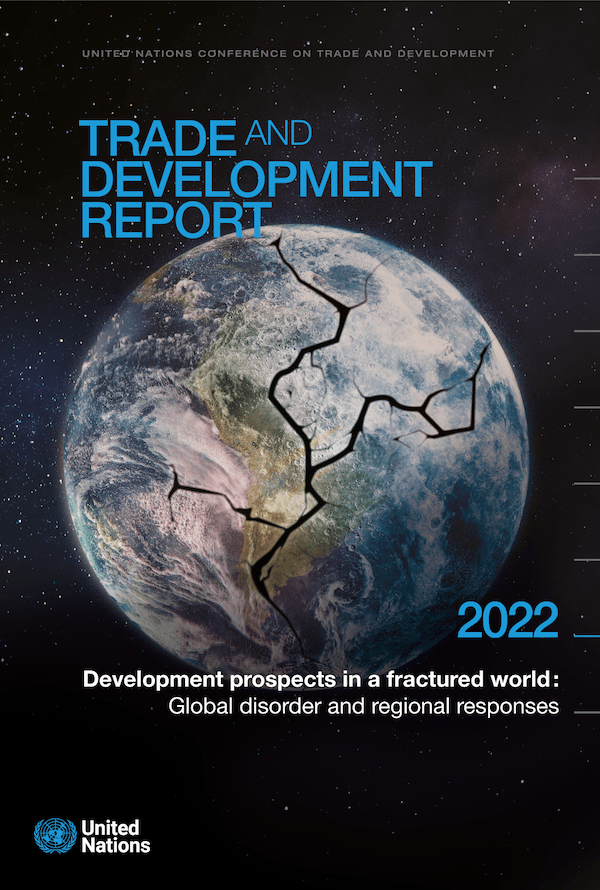 UNITED NATIONS CONFERENCE ON TRADE AND DEVELOPMENT
TRADE AND
DEVELOPMENT
REPORT
2022
Development prospects in a fractured world:
Global disorder and regional responses
United
Nations